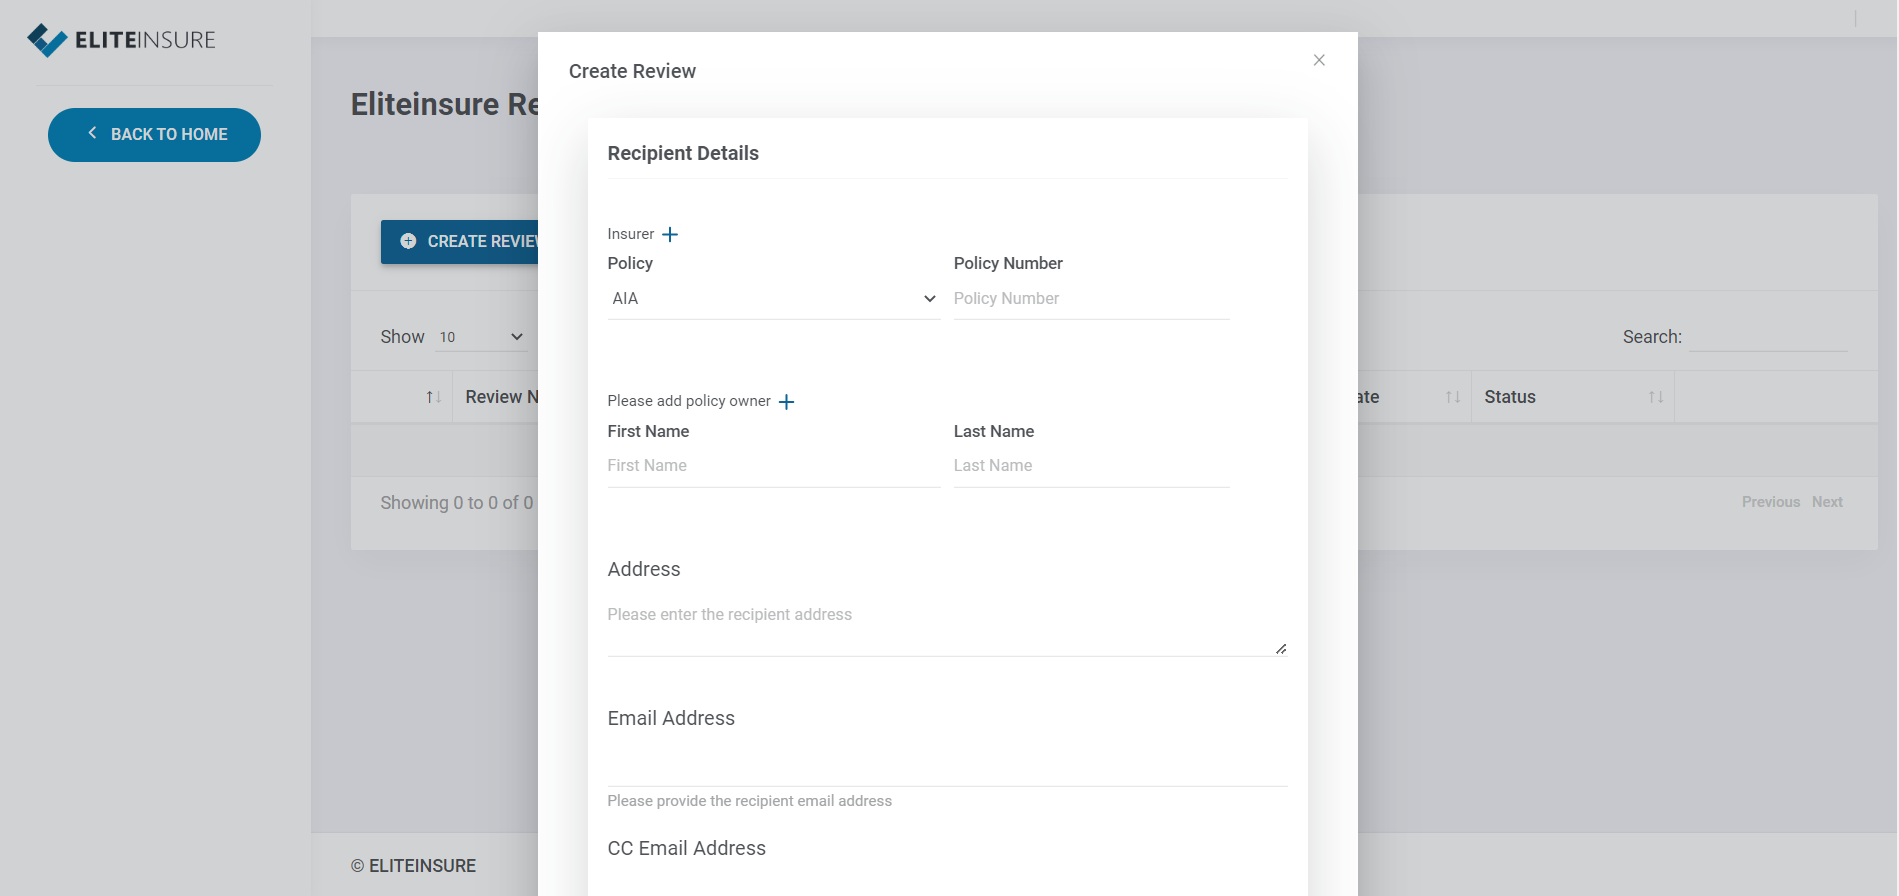 ELITEINSURE
BACK TO HOME
Eliteinsure Re
CREATE REVIEW
Show 10
Search:
Review N
ate
Status
Showing 0 to 0 of 0
Previous Next
© ELITEINSURE
Create Review
Recipient Details
Insurer
Policy
Policy Number
AIA
Policy Number
Please add policy owner
First Name
Last Name
First Name
Last Name
Address
Please enter the recipient address
Email Address
Please provide the recipient email address
CC Email Address